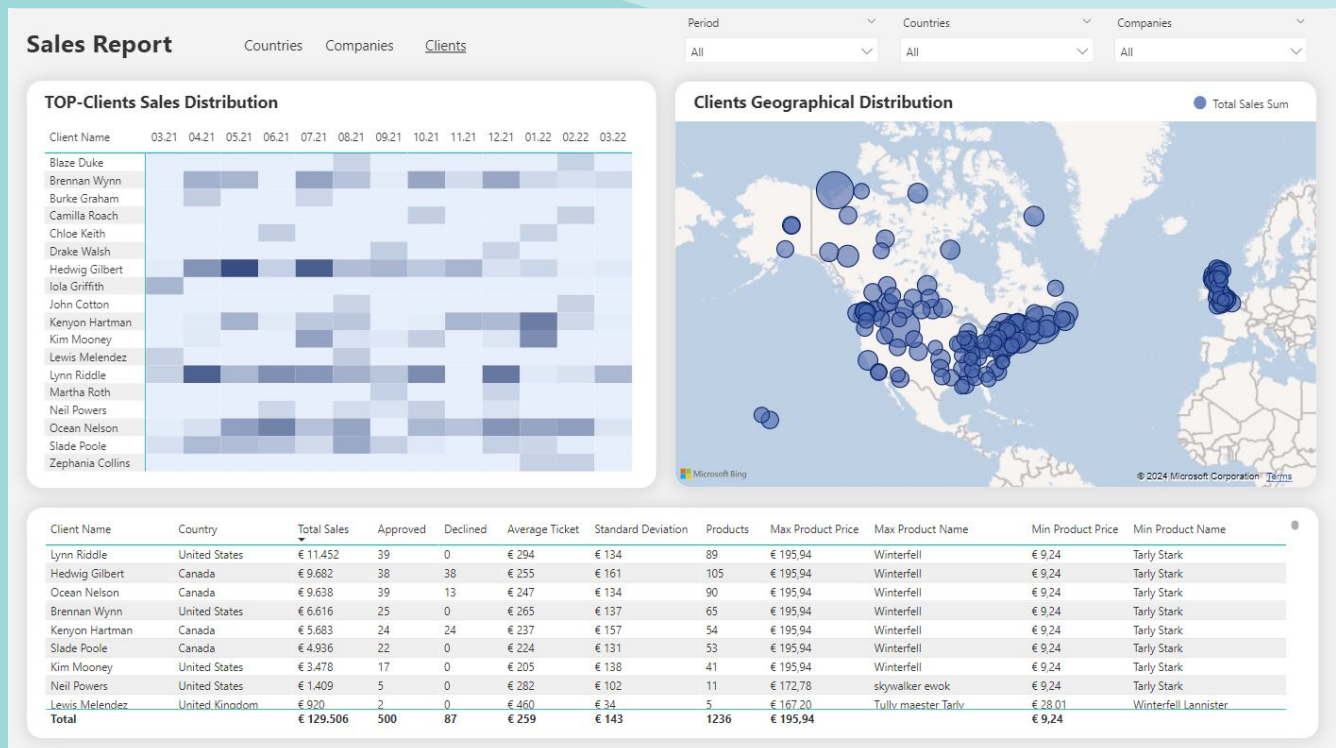 Sales Report
Countries Companies Clients
Period Countries Companies
All All All
TOP-Clients Sales Distribution
Client Name 03.21 04.21 05.21 06.21 07.21 08.21 09.21 10.21 11.21 12.21 01.22 02.22 03.22
Blaze Duke
Brennan Wynn
Burke Graham
Camilla Roach
Chloe Keith
Drake Walsh
Hedwig Gilbert
Iola Griffith
John Cotton
Kenyon Hartman
Kim Mooney
Lewis Melendez
Lynn Riddle
Martha Roth
Neil Powers
Ocean Nelson
Slade Poole
Zephania Collins
Clients Geographical Distribution
Total Sales Sum
Microsoft Bing
© 2024 Microsoft Corporation Terms
Client Name Country Total Sales Approved Declined Average Ticket Standard Deviation Products Max Product Price Max Product Name Min Product Price Min Product Name
Lynn Riddle United States € 11.452 39 0 € 294 € 134 89 € 195,94 Winterfell € 9,24 Tarly Stark
Hedwig Gilbert Canada € 9.682 38 38 € 255 € 161 105 € 195,94 Winterfell € 9,24 Tarly Stark
Ocean Nelson Canada € 9.638 39 13 € 247 € 134 90 € 195,94 Winterfell € 9,24 Tarly Stark
Brennan Wynn United States € 6.616 25 0 € 265 € 137 65 € 195,94 Winterfell € 9,24 Tarly Stark
Kenyon Hartman Canada € 5.683 24 24 € 237 € 157 54 € 195,94 Winterfell € 9,24 Tarly Stark
Slade Poole Canada € 4.936 22 0 € 224 € 131 53 € 195,94 Winterfell € 9,24 Tarly Stark
Kim Mooney United States € 3.478 17 0 € 205 € 138 41 € 195,94 Winterfell € 9,24 Tarly Stark
Neil Powers United States € 1.409 5 0 € 282 € 102 11 € 172,78 skywalker ewok € 9,24 Tarly Stark
Lewis Melendez United Kingdom € 920 2 0 € 460 € 34 5 € 167,20 Tully maester Tarly € 28,01 Winterfell Lannister
Total € 129.506 500 87 € 259 € 143 1236 € 195,94 € 9,24